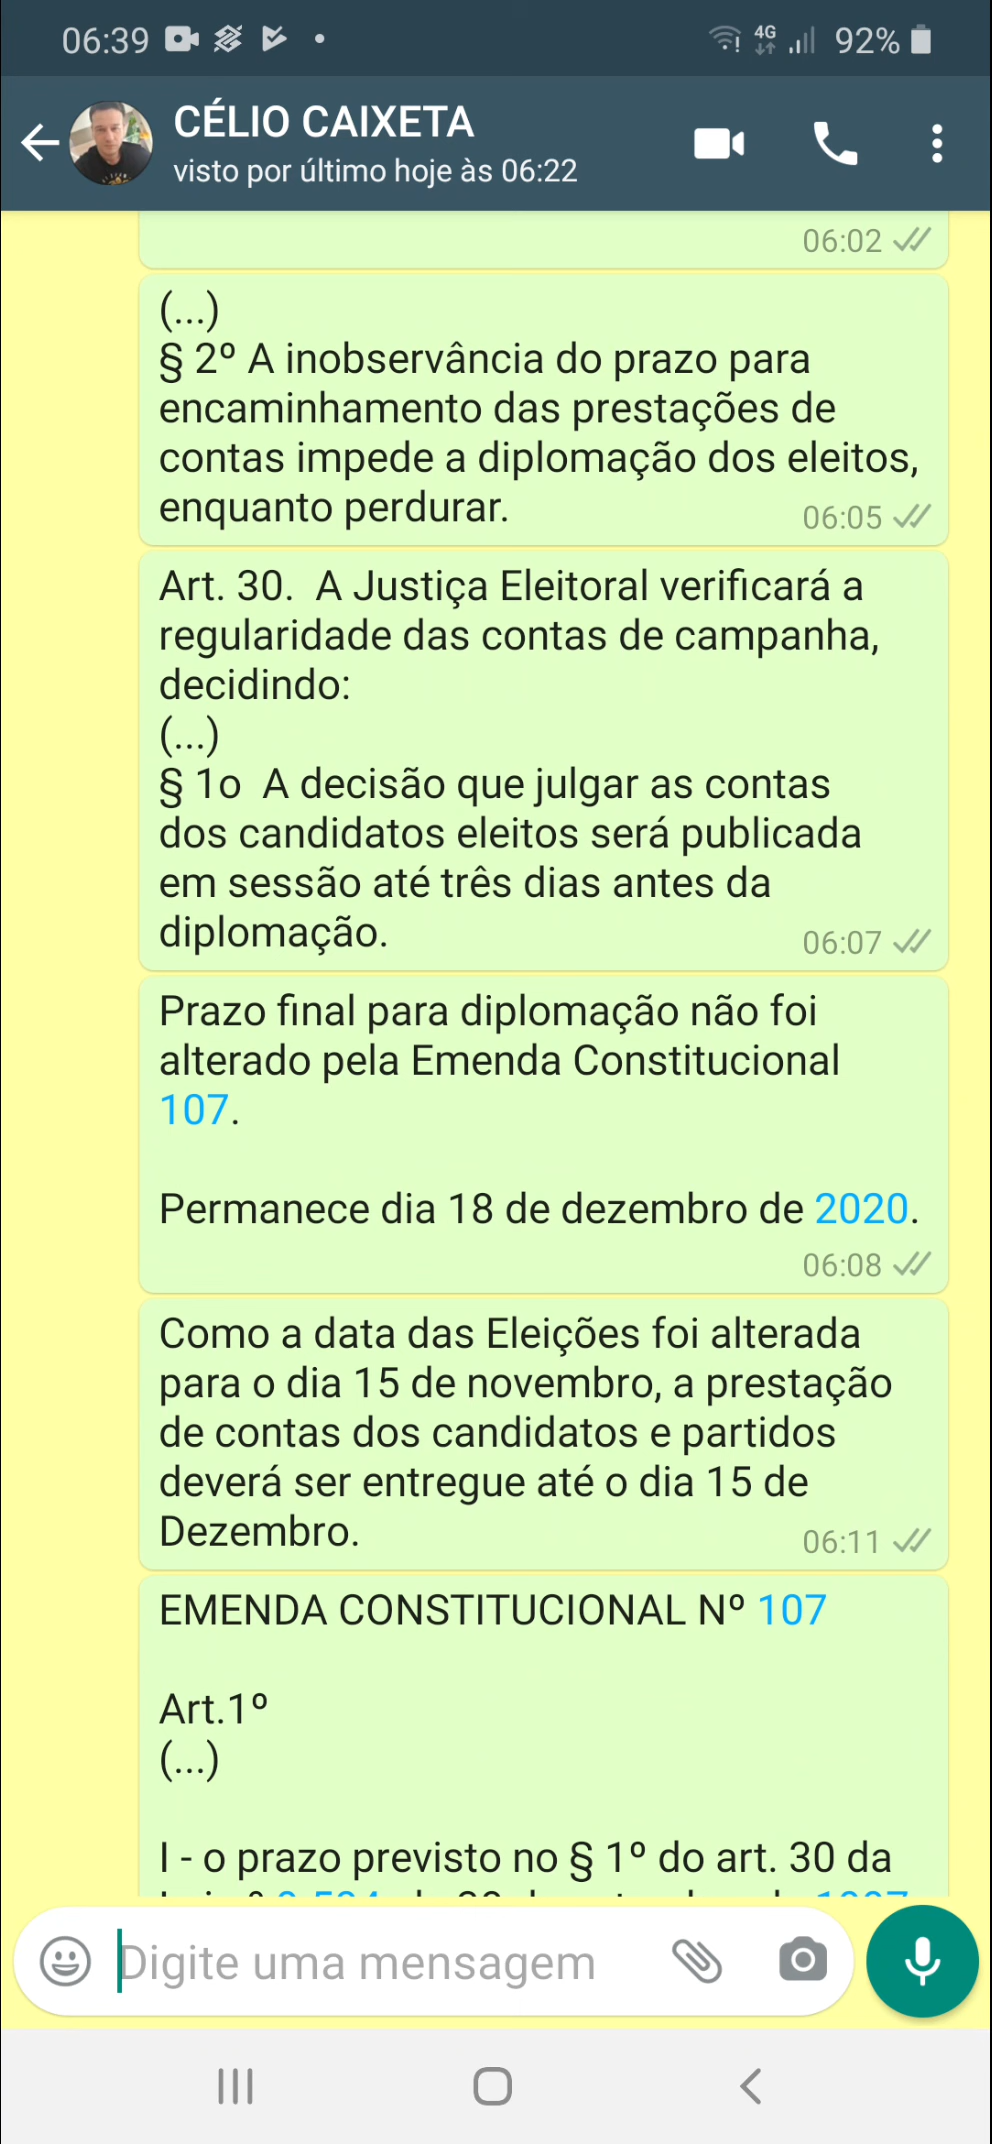 06:39
4G
92%
CÉLIO CAIXETA
visto por último hoje às 06:22
06:02
(...)
§ 2º A inobservância do prazo para
encaminhamento das prestações de
contas impede a diplomação dos eleitos,
enquanto perdurar.
06:05
Art. 30.  A Justiça Eleitoral verificará a
regularidade das contas de campanha,
decidindo:
(...)
§ 1o  A decisão que julgar as contas
dos candidatos eleitos será publicada
em sessão até três dias antes da
diplomação.
06:07
Prazo final para diplomação não foi
alterado pela Emenda Constitucional
107.
Permanece dia 18 de dezembro de 2020.
06:08
Como a data das Eleições foi alterada
para o dia 15 de novembro, a prestação
de contas dos candidatos e partidos
deverá ser entregue até o dia 15 de
Dezembro.
06:11
EMENDA CONSTITUCIONAL Nº 107
Art.1º
(...)
I - o prazo previsto no § 1º do art. 30 da
Digite uma mensagem